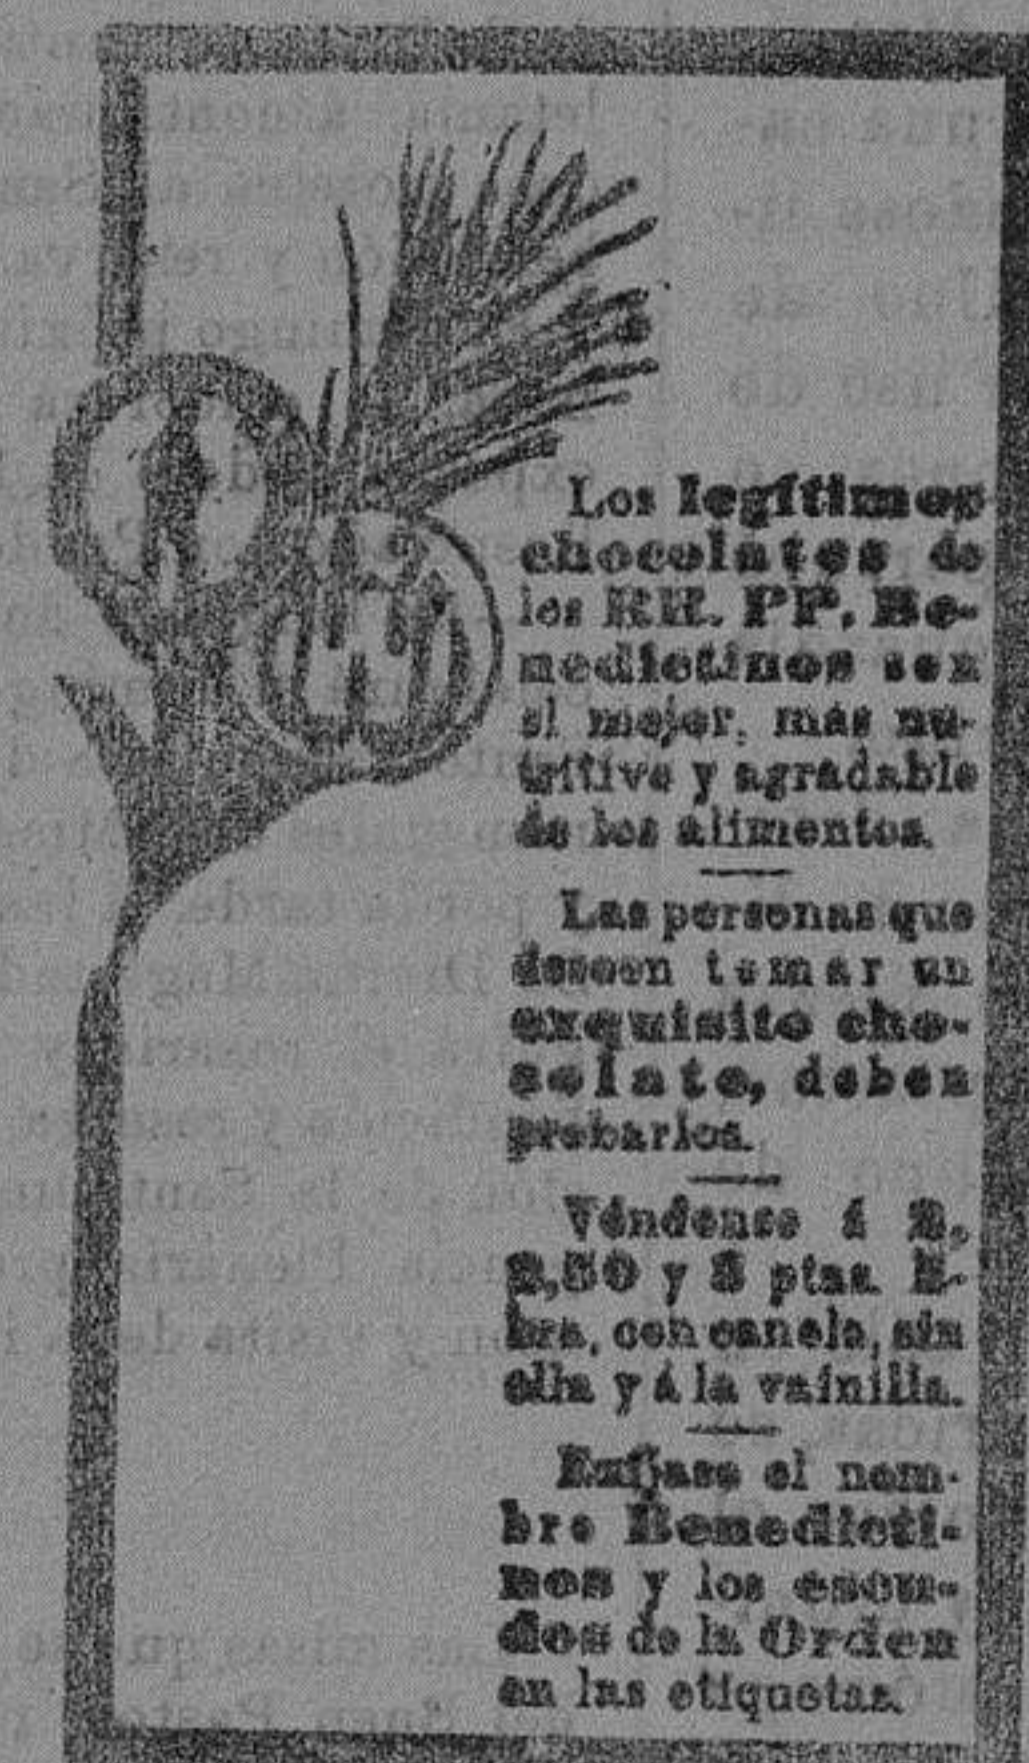 Los legítimos
chocolates de
los RR. PP. Be-
nedictinos son
el mejor, más nu-
tritivo y agradable
de los alimentos.
Las personas que
deseen tomar un
exquisito cho-
colate, deben
probarlos.
Véndense á 2,
2,50 y 3 ptas. li-
bra, con canela, sin
ella y á la vainilla.
Exíjase el nom-
bre Benedicti-
nos y los escu-
dos de la Orden
en las etiquetas.